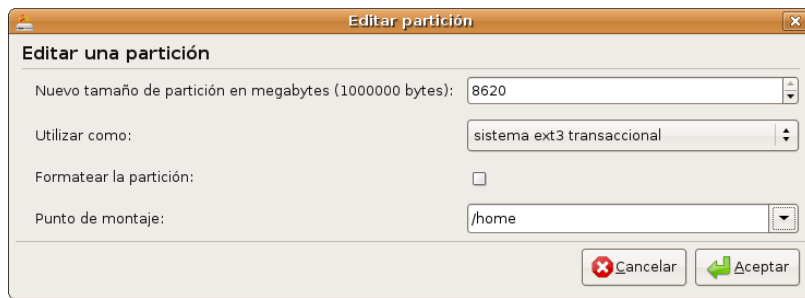 Editar partición
Editar una partición
Nuevo tamaño de partición en megabytes (1000000 bytes): 8620
Utilizar como: sistema ext3 transaccional
Formatear la partición:
Punto de montaje: /home
Cancelar Aceptar